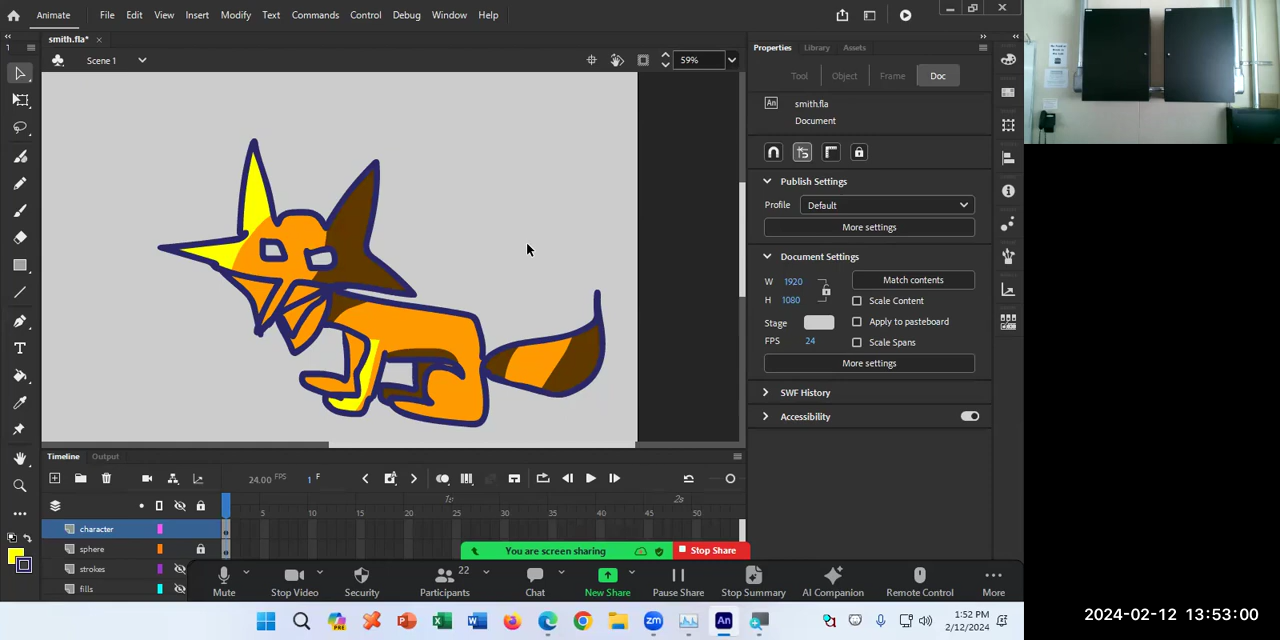 Animate File Edit View Insert Modify Text Commands Control Debug Window Help
smith.fla*
Scene 1
59%
Properties Library Assets
Tool Object Frame Doc
smith.fla
Document
Publish Settings
Profile Default
More settings
Document Settings
W 1920 Match contents
H 1080 Scale Content
Stage Apply to pasteboard
FPS 24 Scale Spans
More settings
SWF History
Accessibility
Timeline Output
24.00 FPS 1 F
1s 2s
5 10 15 20 25 30 35 40 45 50
character
sphere
strokes
fills
You are screen sharing Stop Share
Mute Stop Video Security Participants 22 Chat New Share Pause Share Stop Summary AI Companion Remote Control More
1:52 PM
2/12/2024
2024-02-12 13:53:00